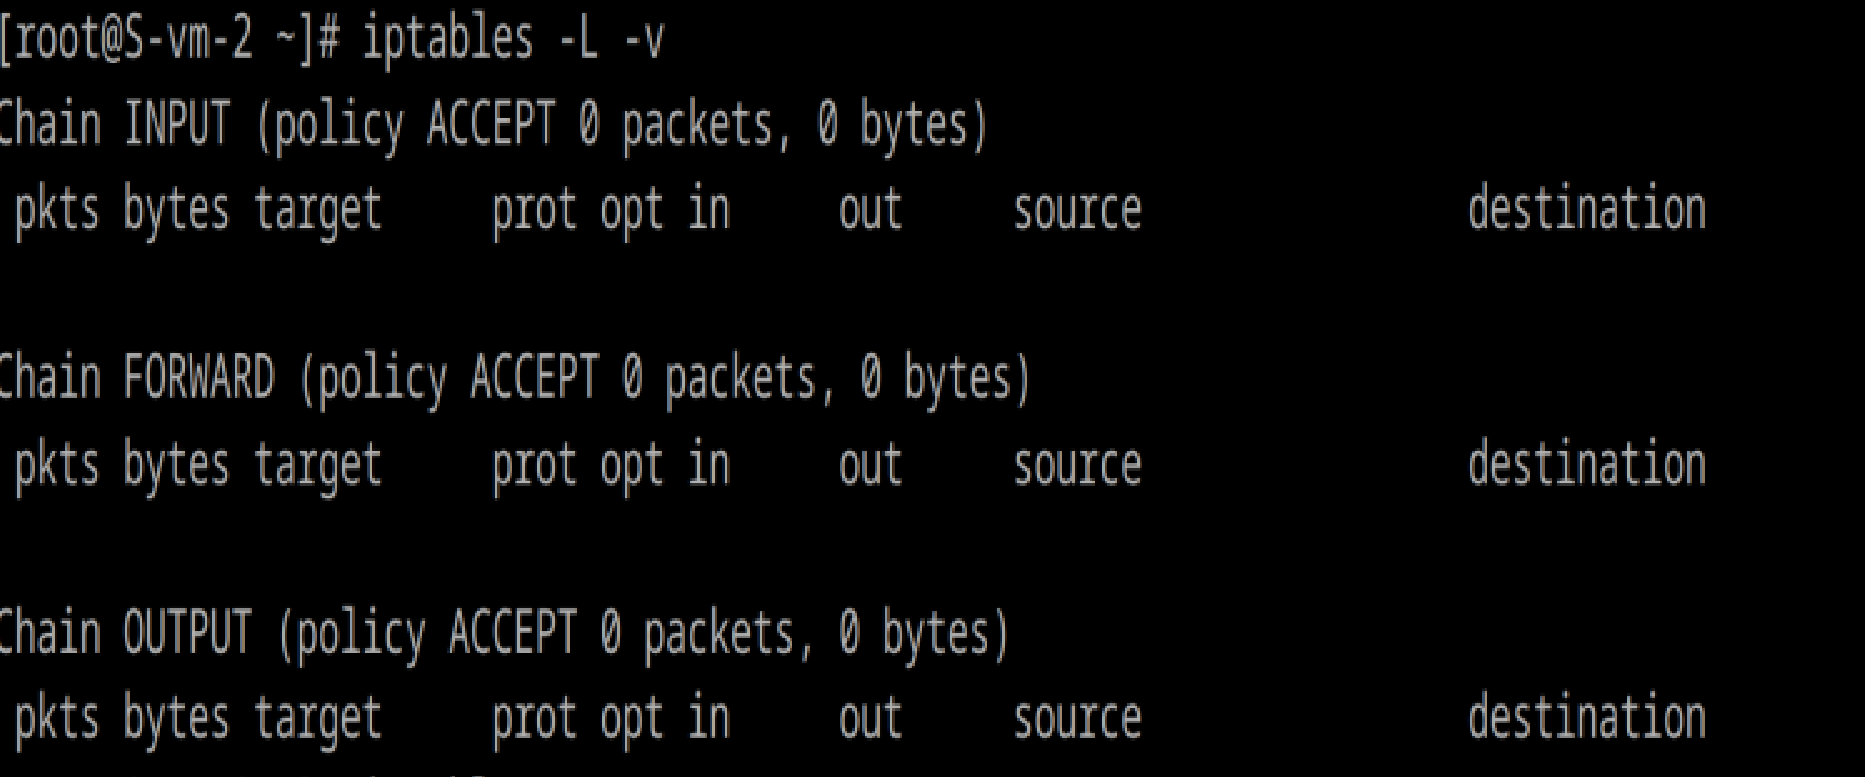 [root@S-vm-2 ~]# iptables -L -v
Chain INPUT (policy ACCEPT 0 packets, 0 bytes)
 pkts bytes target     prot opt in     out     source               destination

Chain FORWARD (policy ACCEPT 0 packets, 0 bytes)
 pkts bytes target     prot opt in     out     source               destination

Chain OUTPUT (policy ACCEPT 0 packets, 0 bytes)
 pkts bytes target     prot opt in     out     source               destination